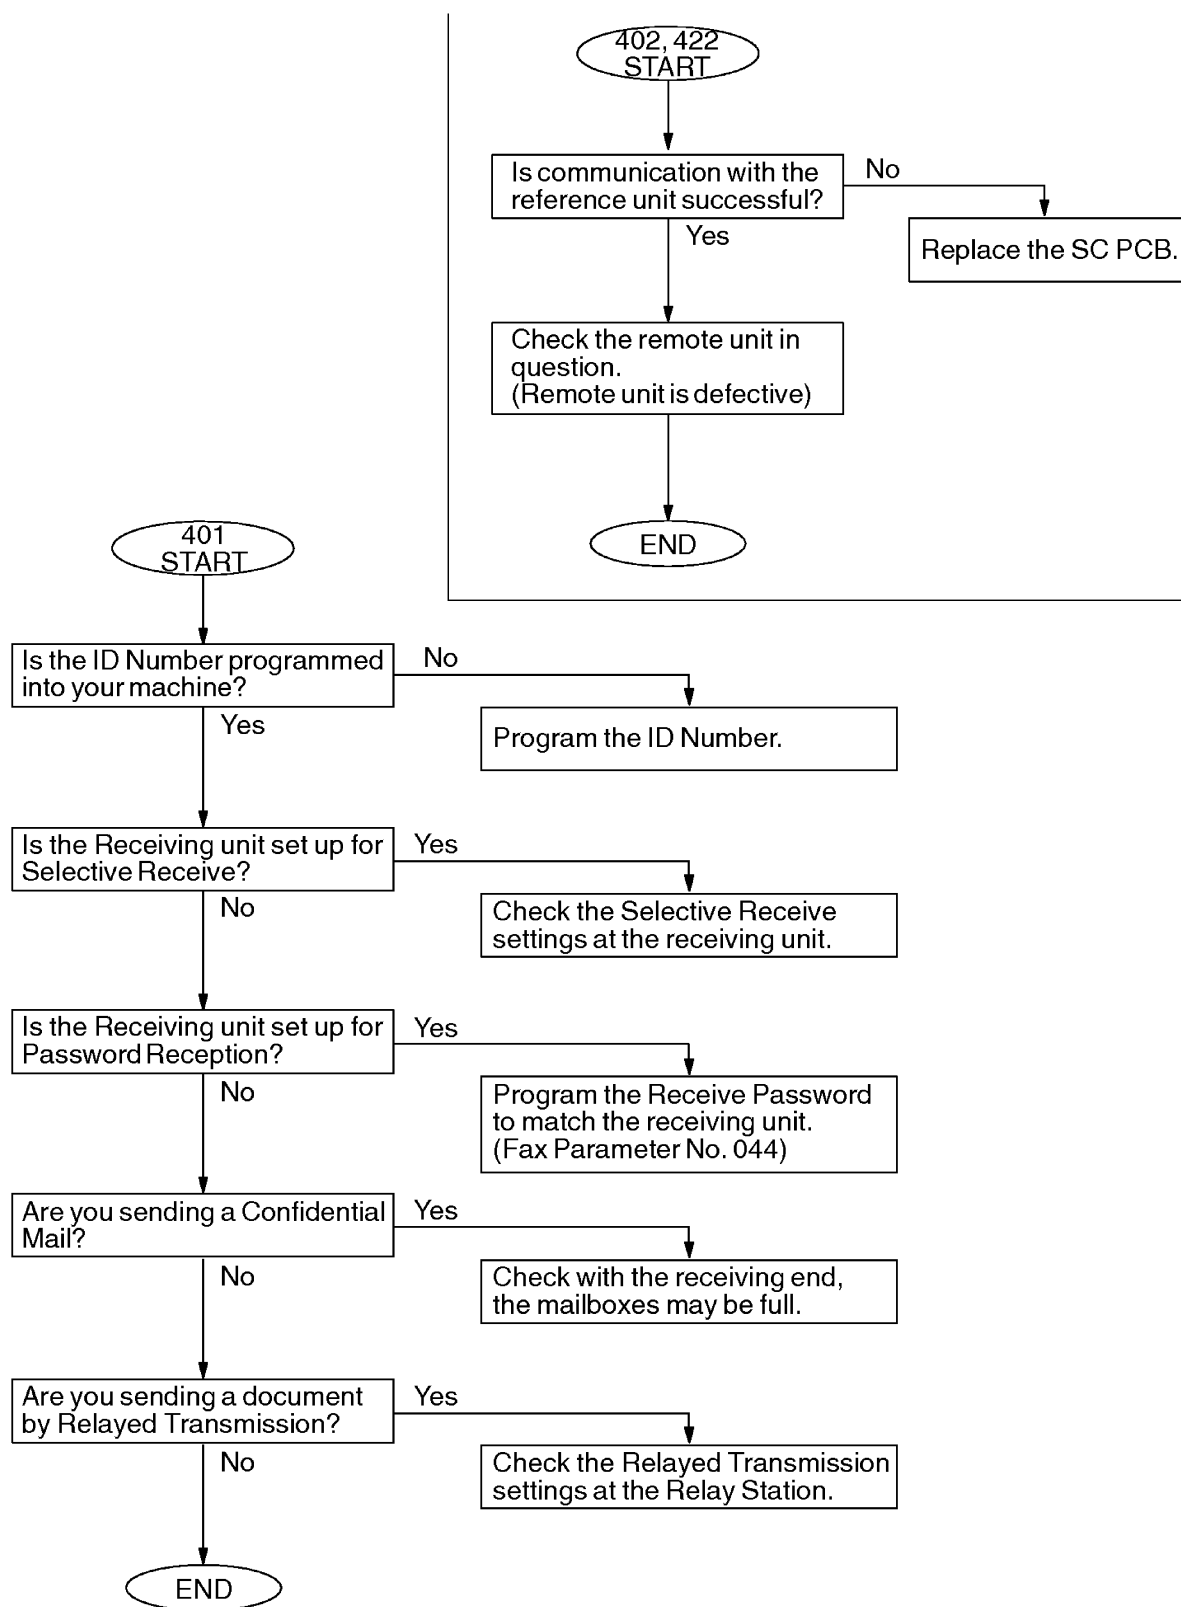 402, 422
START
Is communication with the
reference unit successful?
No
Replace the SC PCB.
Yes
Check the remote unit in
question.
(Remote unit is defective)
END
401
START
Is the ID Number programmed
into your machine?
No
Program the ID Number.
Yes
Is the Receiving unit set up for
Selective Receive?
Yes
Check the Selective Receive
settings at the receiving unit.
No
Is the Receiving unit set up for
Password Reception?
Yes
Program the Receive Password
to match the receiving unit.
(Fax Parameter No. 044)
No
Are you sending a Confidential
Mail?
Yes
Check with the receiving end,
the mailboxes may be full.
No
Are you sending a document
by Relayed Transmission?
Yes
Check the Relayed Transmission
settings at the Relay Station.
No
END